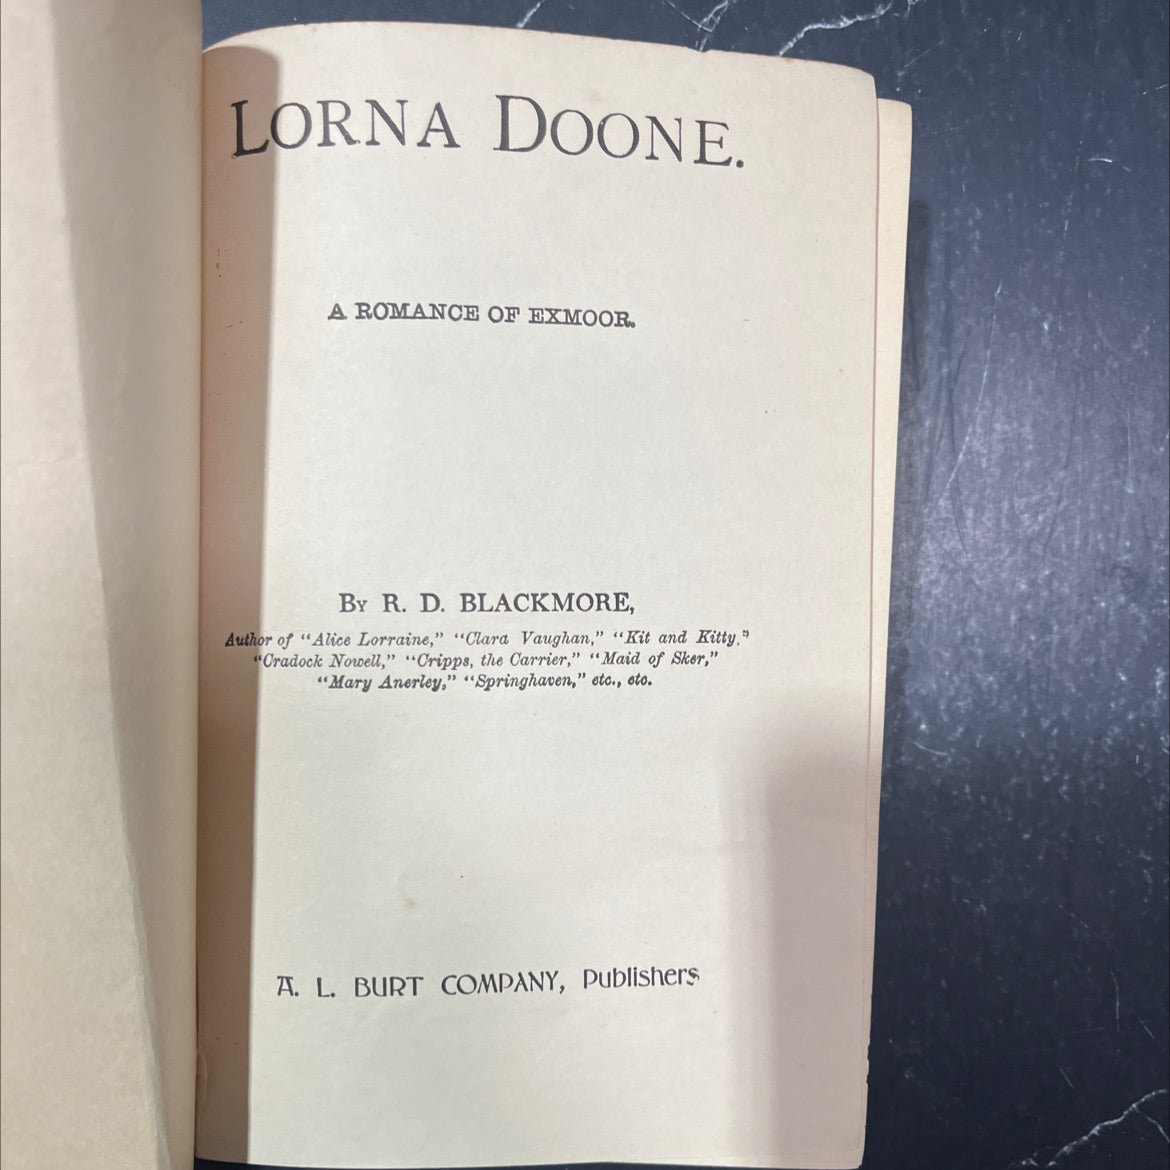 LORNA DOONE.
A ROMANCE OF EXMOOR.
BY R. D. BLACKMORE,
Author of "Alice Lorraine," "Clara Vaughan," "Kit and Kitty,"
"Cradock Nowell," "Cripps, the Carrier," "Maid of Sker,"
"Mary Anerley," "Springhaven," etc., etc.
A. L. BURT COMPANY, Publishers